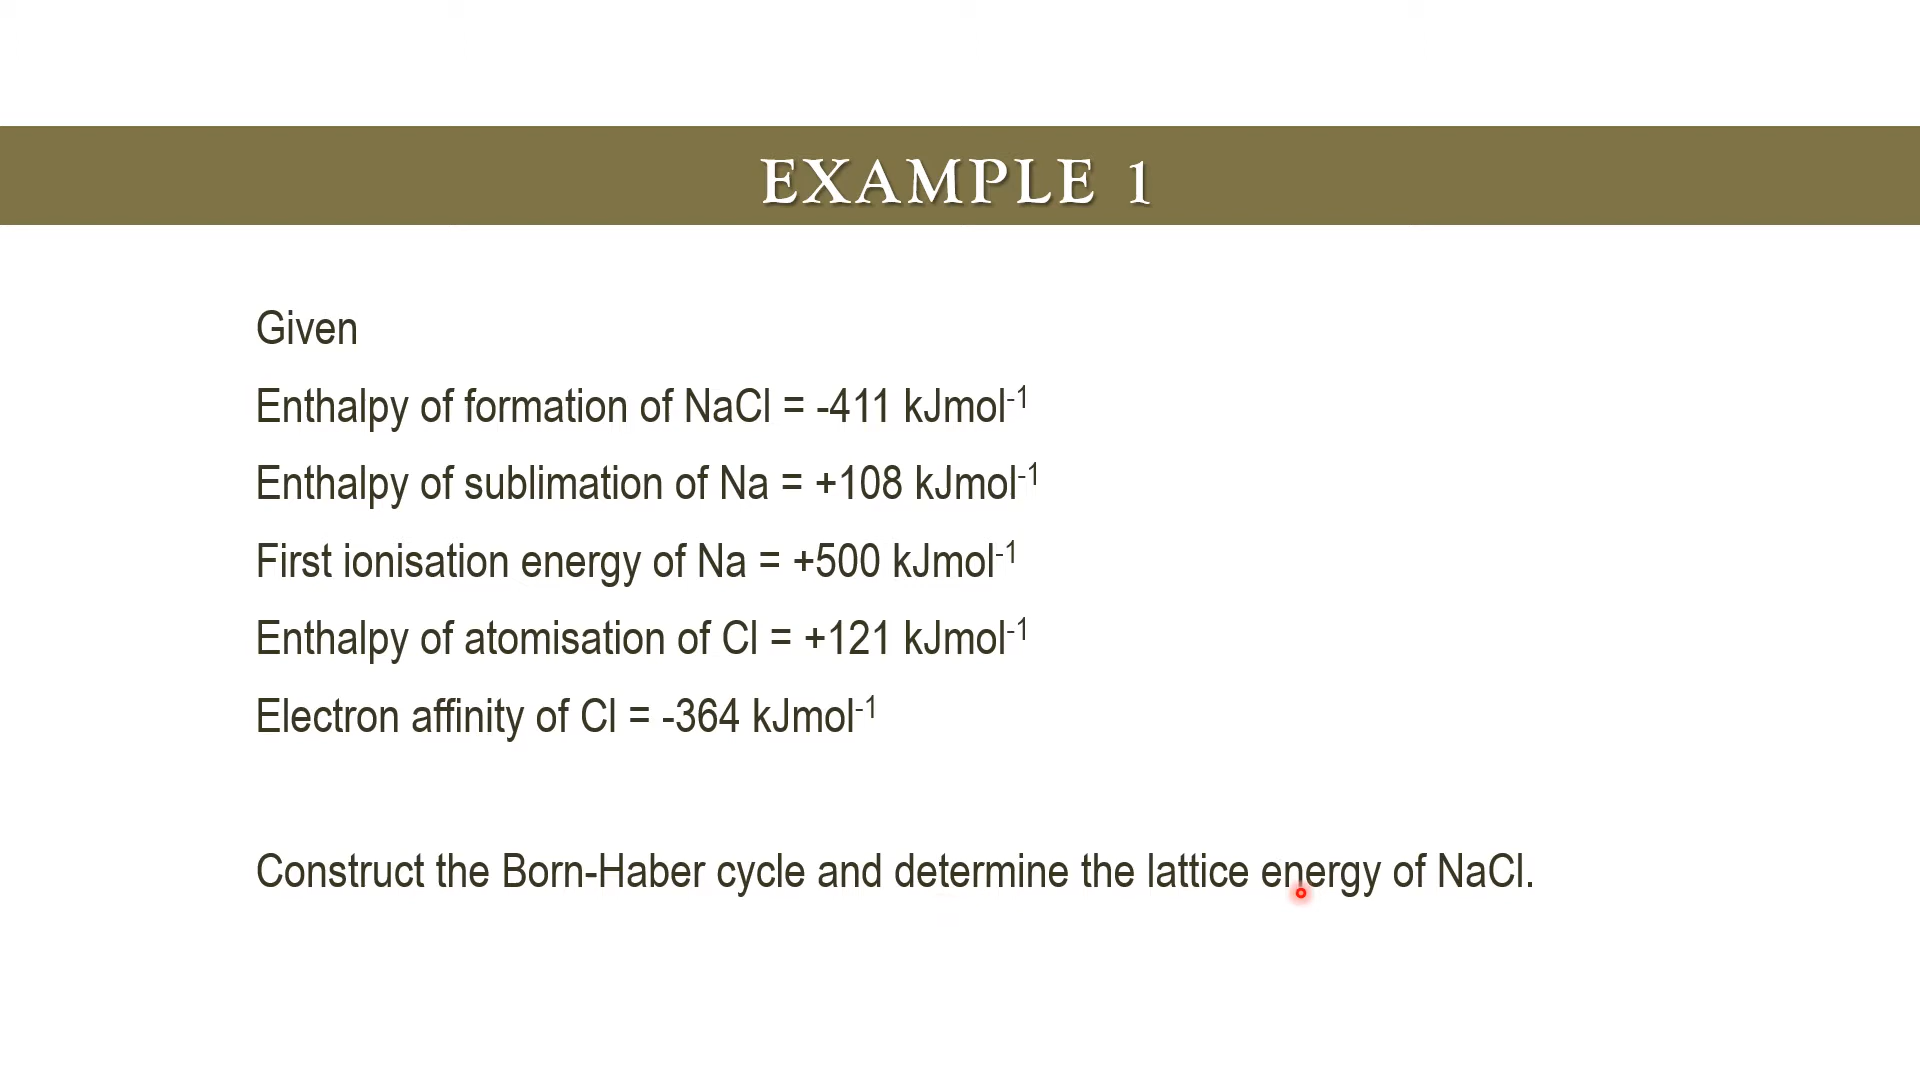 EXAMPLE 1
Given
Enthalpy of formation of NaCl = -411 kJmol⁻¹
Enthalpy of sublimation of Na = +108 kJmol⁻¹
First ionisation energy of Na = +500 kJmol⁻¹
Enthalpy of atomisation of Cl = +121 kJmol⁻¹
Electron affinity of Cl = -364 kJmol⁻¹
Construct the Born-Haber cycle and determine the lattice energy of NaCl.